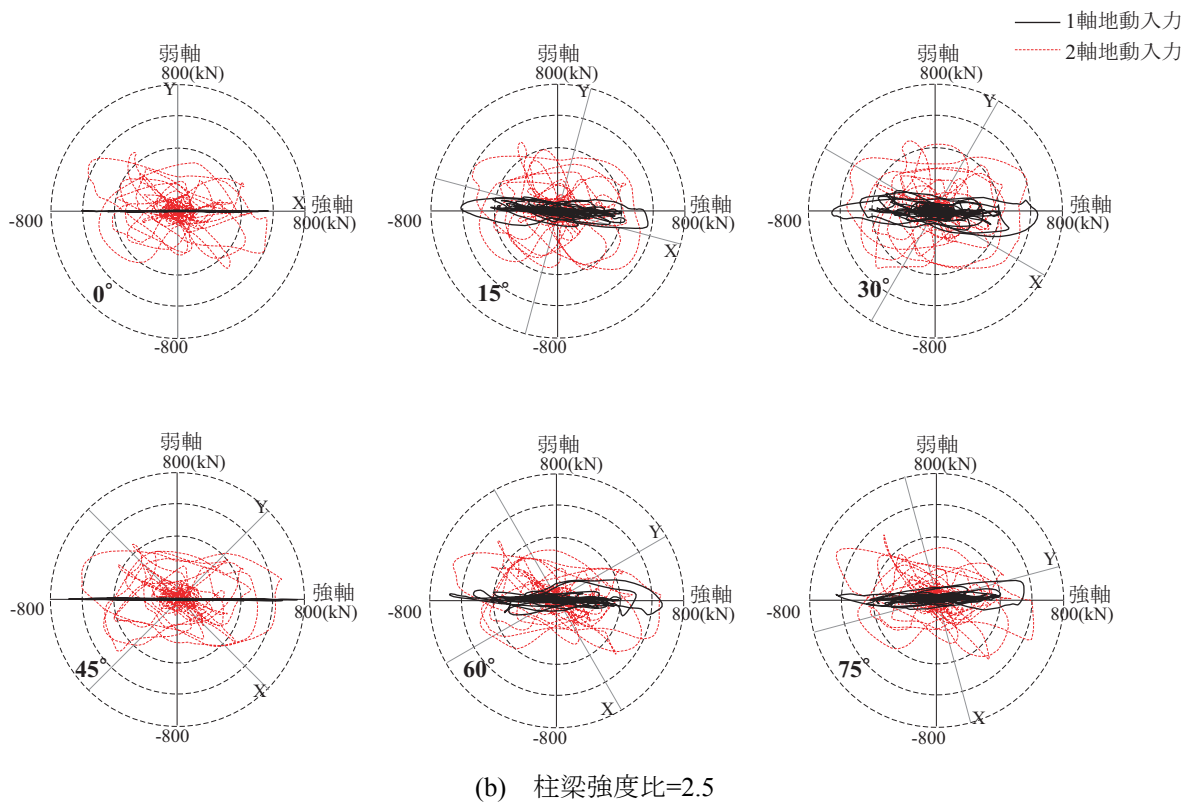 1軸地動入力
2軸地動入力
弱軸
800(kN)
Y
X 強軸
-800
800(kN)
0°
-800
弱軸
800(kN)
Y
強軸
-800
800(kN)
X
15°
-800
弱軸
800(kN)
Y
強軸
-800
800(kN)
X
30°
-800
弱軸
800(kN)
Y
強軸
-800
800(kN)
45°
X
-800
弱軸
800(kN)
Y
強軸
-800
800(kN)
60°
X
-800
弱軸
800(kN)
Y
強軸
-800
800(kN)
75°
X
-800
(b) 柱梁強度比=2.5